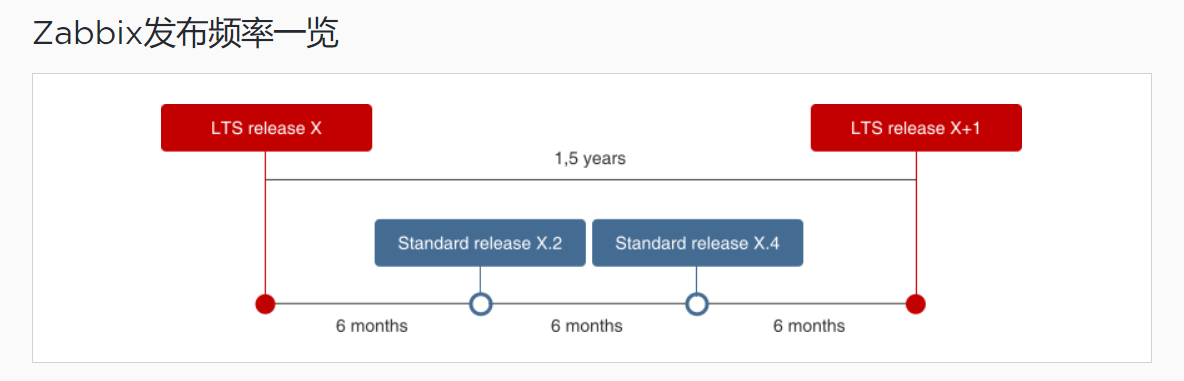 Zabbix发布频率一览
LTS release X
LTS release X+1
1,5 years
Standard release X.2
Standard release X.4
6 months
6 months
6 months